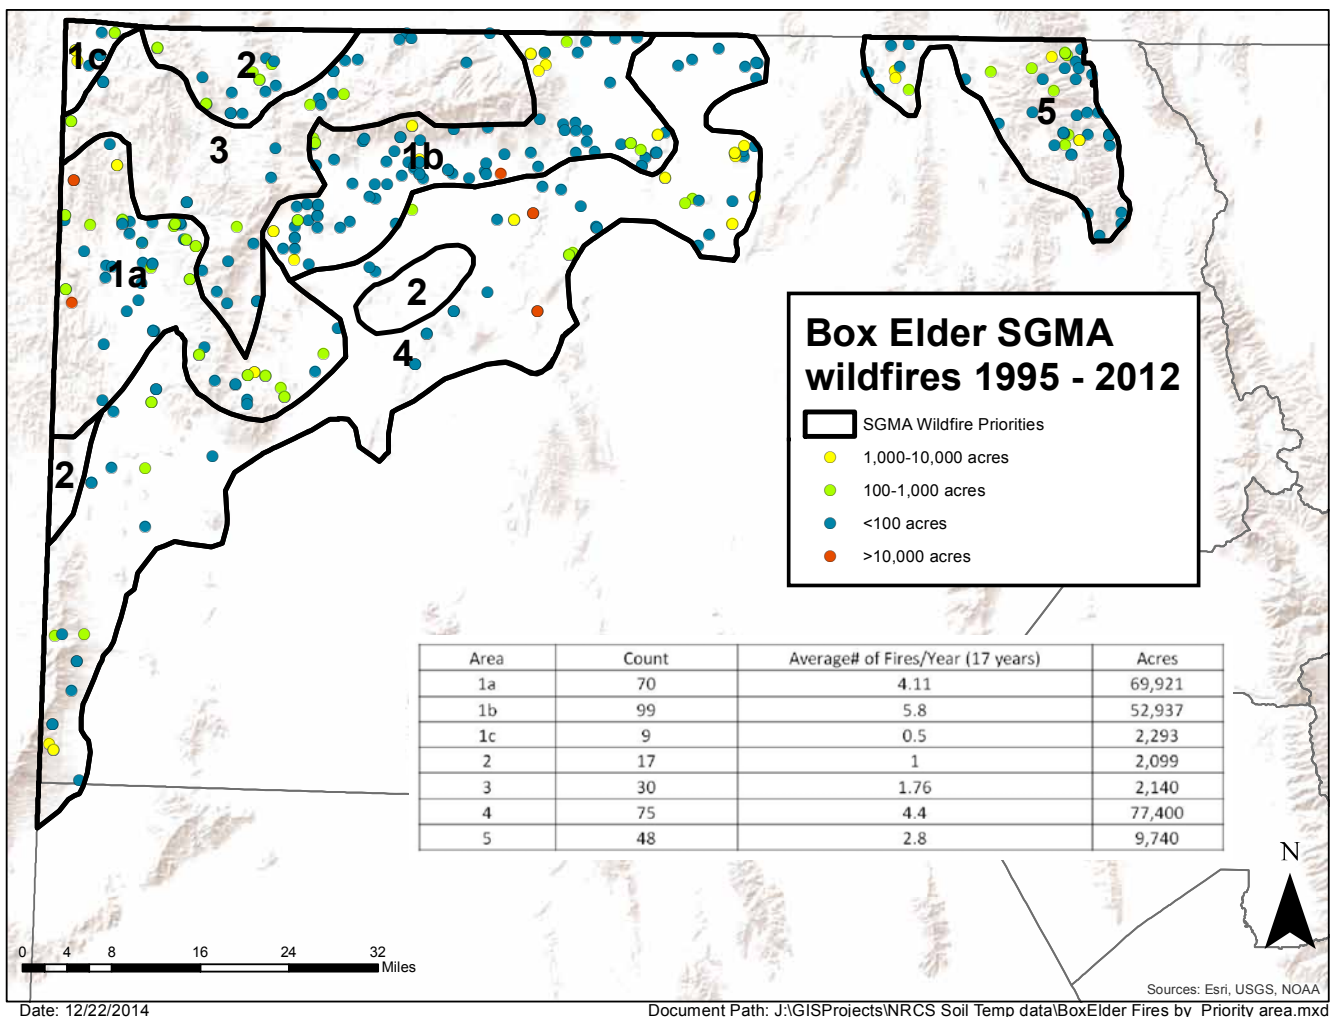 1c
2
3
1b
5
1a
2
4
2
Box Elder SGMA
wildfires 1995 - 2012
SGMA Wildfire Priorities
1,000-10,000 acres
100-1,000 acres
<100 acres
>10,000 acres
Area Count Average# of Fires/Year (17 years) Acres
1a 70 4.11 69,921
1b 99 5.8 52,937
1c 9 0.5 2,293
2 17 1 2,099
3 30 1.76 2,140
4 75 4.4 77,400
5 48 2.8 9,740
N
0 4 8 16 24 32
Miles
Sources: Esri, USGS, NOAA
Date: 12/22/2014
Document Path: J:\GISProjects\NRCS Soil Temp data\BoxElder Fires by Priority area.mxd